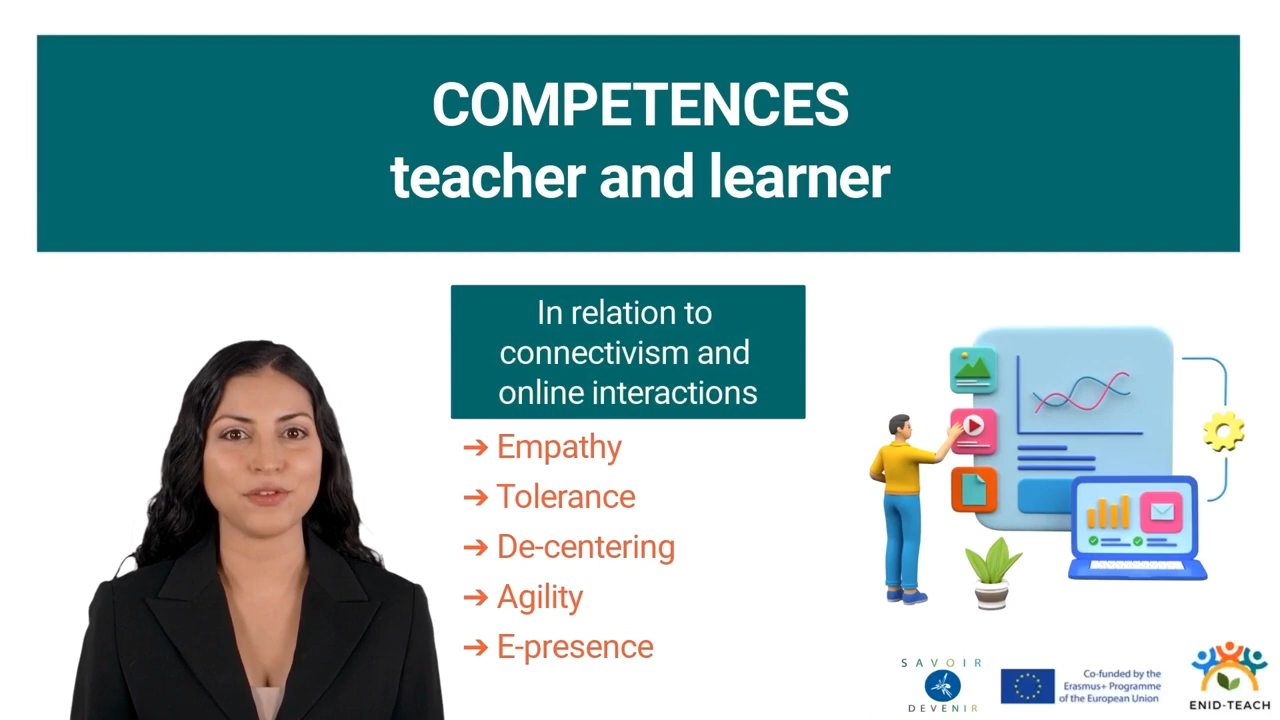 COMPETENCES
teacher and learner
In relation to
connectivism and
online interactions
➔ Empathy
➔ Tolerance
➔ De-centering
➔ Agility
➔ E-presence
SAVOIR
DEVENIR
Co-funded by the
Erasmus+ Programme
of the European Union
ENID-TEACH